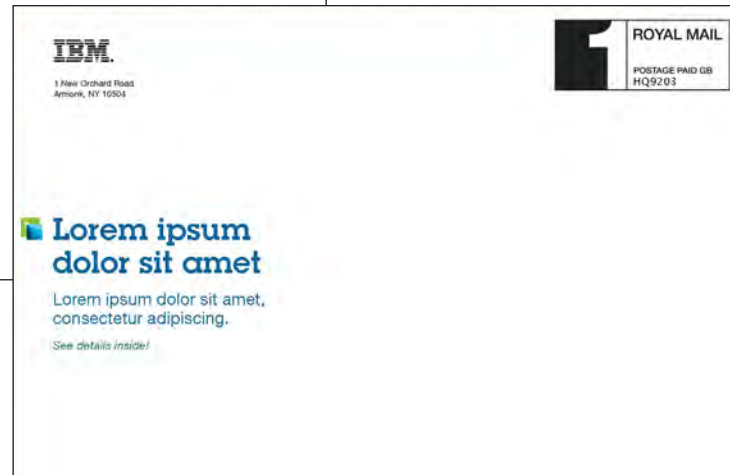 IBM.
1 New Orchard Road
Armonk, NY 10504
1
ROYAL MAIL
POSTAGE PAID GB
HQ9203
Lorem ipsum
dolor sit amet
Lorem ipsum dolor sit amet,
consectetur adipiscing.
See details inside!